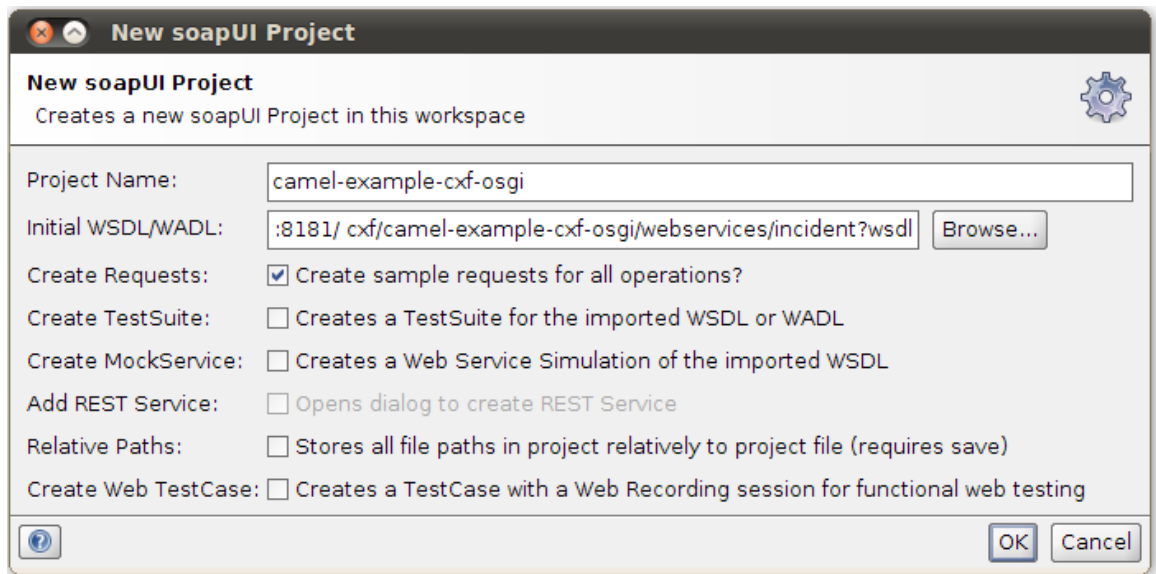 New soapUI Project
New soapUI Project
Creates a new soapUI Project in this workspace
Project Name: camel-example-cxf-osgi
Initial WSDL/WADL: :8181/ cxf/camel-example-cxf-osgi/webservices/incident?wsdl Browse...
Create Requests: Create sample requests for all operations?
Create TestSuite: Creates a TestSuite for the imported WSDL or WADL
Create MockService: Creates a Web Service Simulation of the imported WSDL
Add REST Service: Opens dialog to create REST Service
Relative Paths: Stores all file paths in project relatively to project file (requires save)
Create Web TestCase: Creates a TestCase with a Web Recording session for functional web testing
? OK Cancel